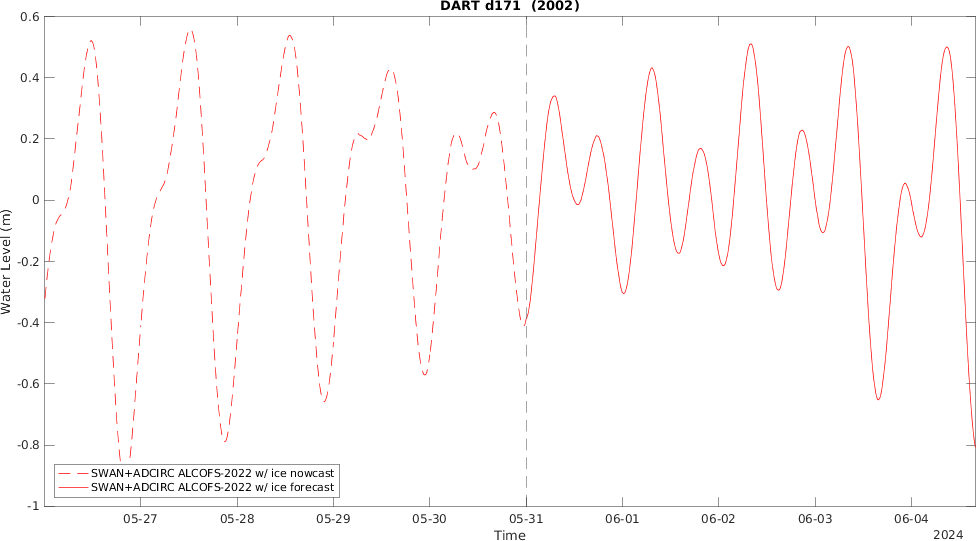 DART d171 (2002)
0.6
0.4
0.2
0
-0.2
-0.4
-0.6
-0.8
-1
Water Level (m)
SWAN+ADCIRC ALCOFS-2022 w/ ice nowcast
SWAN+ADCIRC ALCOFS-2022 w/ ice forecast
05-27 05-28 05-29 05-30 05-31 06-01 06-02 06-03 06-04
Time
2024